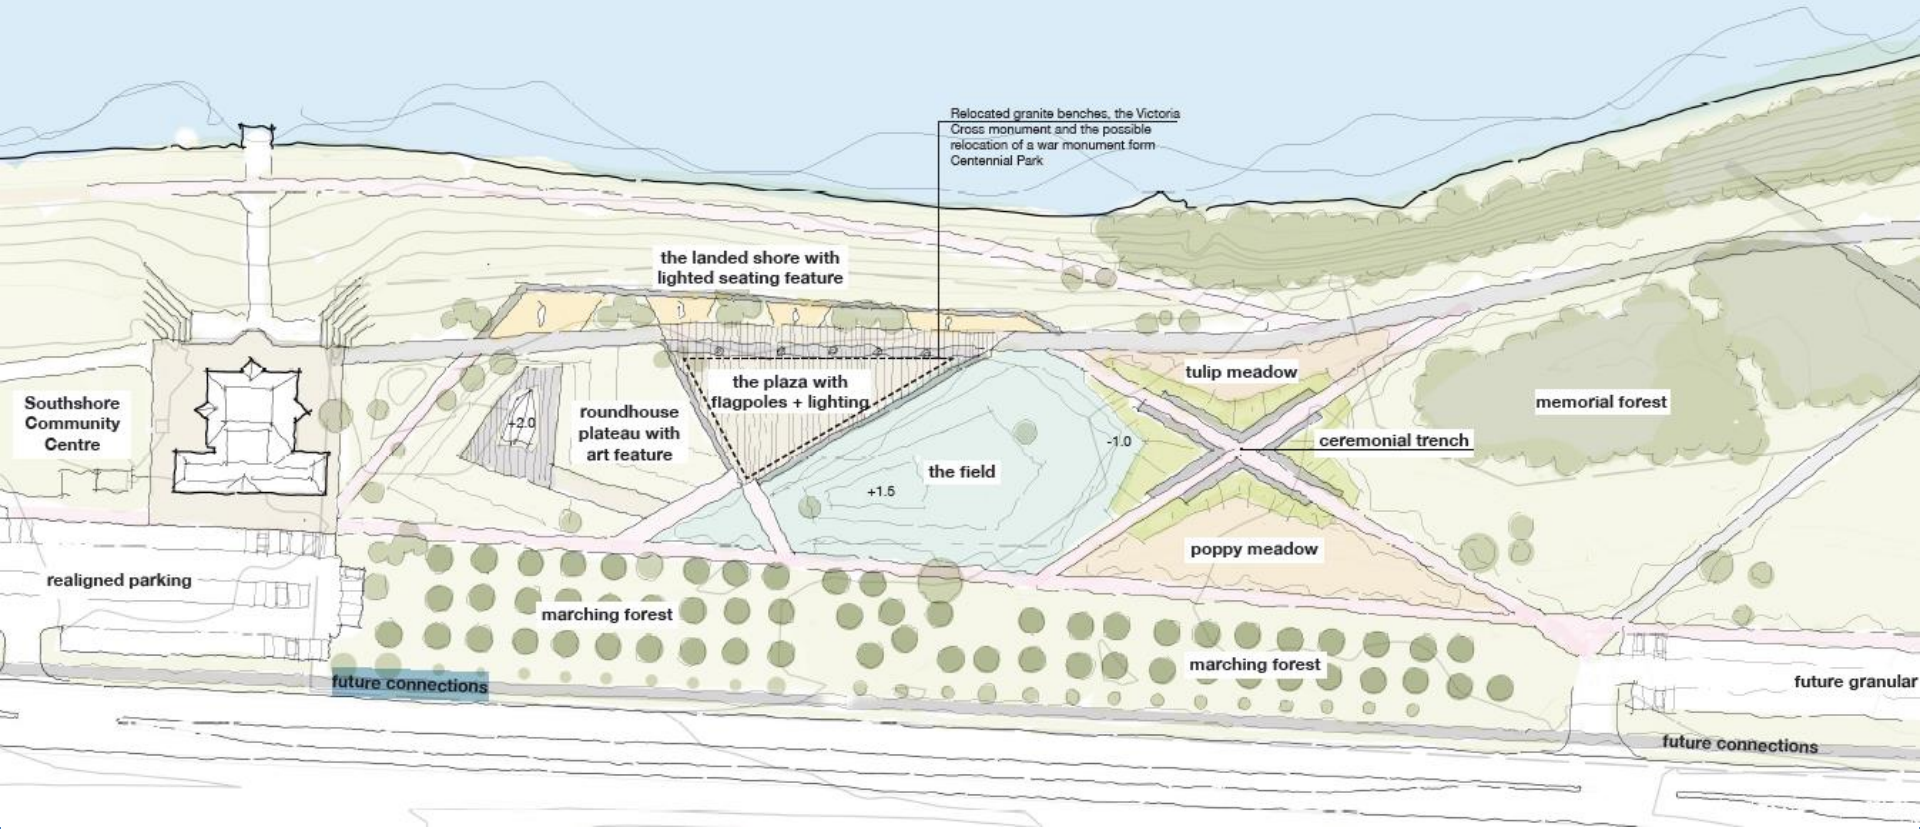 Relocated granite benches, the Victoria
Cross monument and the possible
relocation of a war monument form
Centennial Park
the landed shore with
lighted seating feature
the plaza with
flagpoles + lighting
tulip meadow
Southshore
Community
Centre
roundhouse
plateau with
art feature
+2.0
memorial forest
-1.0
ceremonial trench
the field
+1.5
poppy meadow
realigned parking
marching forest
marching forest
future connections
future granular
future connections